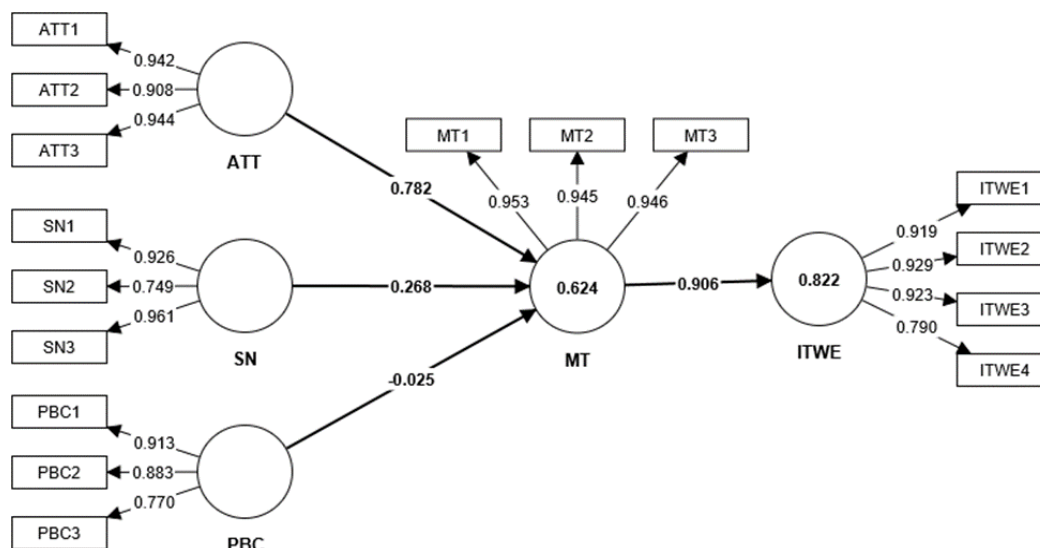 ATT1
ATT2
ATT3
0.942
0.908
0.944
ATT
SN1
SN2
SN3
0.926
0.749
0.961
SN
PBC1
PBC2
PBC3
0.913
0.883
0.770
PBC
0.782
0.268
-0.025
MT1
MT2
MT3
0.953
0.945
0.946
0.624
MT
0.906
0.822
ITWE
0.919
0.929
0.923
0.790
ITWE1
ITWE2
ITWE3
ITWE4